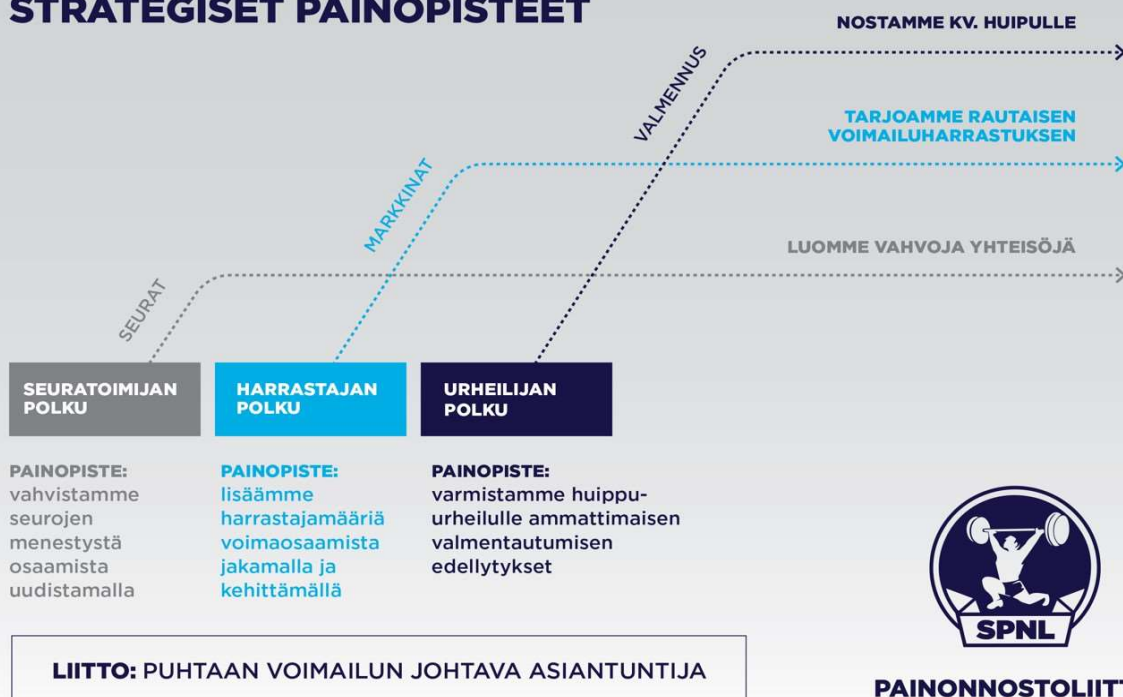 STRATEGISET PAINOPISTEET
NOSTAMME KV. HUIPULLE
VALMENNUS
TARJOAMME RAUTAISEN
VOIMAILUHARRASTUKSEN
MARKKINAT
LUOMME VAHVOJA YHTEISÖJÄ
SEURAT
SEURATOIMIJAN
POLKU
HARRASTAJAN
POLKU
URHEILIJAN
POLKU
PAINOPISTE:
vahvistamme
seurojen
menestystä
osaamista
uudistamalla
PAINOPISTE:
lisäämme
harrastajamääriä
voimaosaamista
jakamalla ja
kehittämällä
PAINOPISTE:
varmistamme huippu-
urheilulle ammattimaisen
valmentautumisen
edellytykset
SPNL
LIITTO: PUHTAAN VOIMAILUN JOHTAVA ASIANTUNTIJA
PAINONNOSTOLIITT